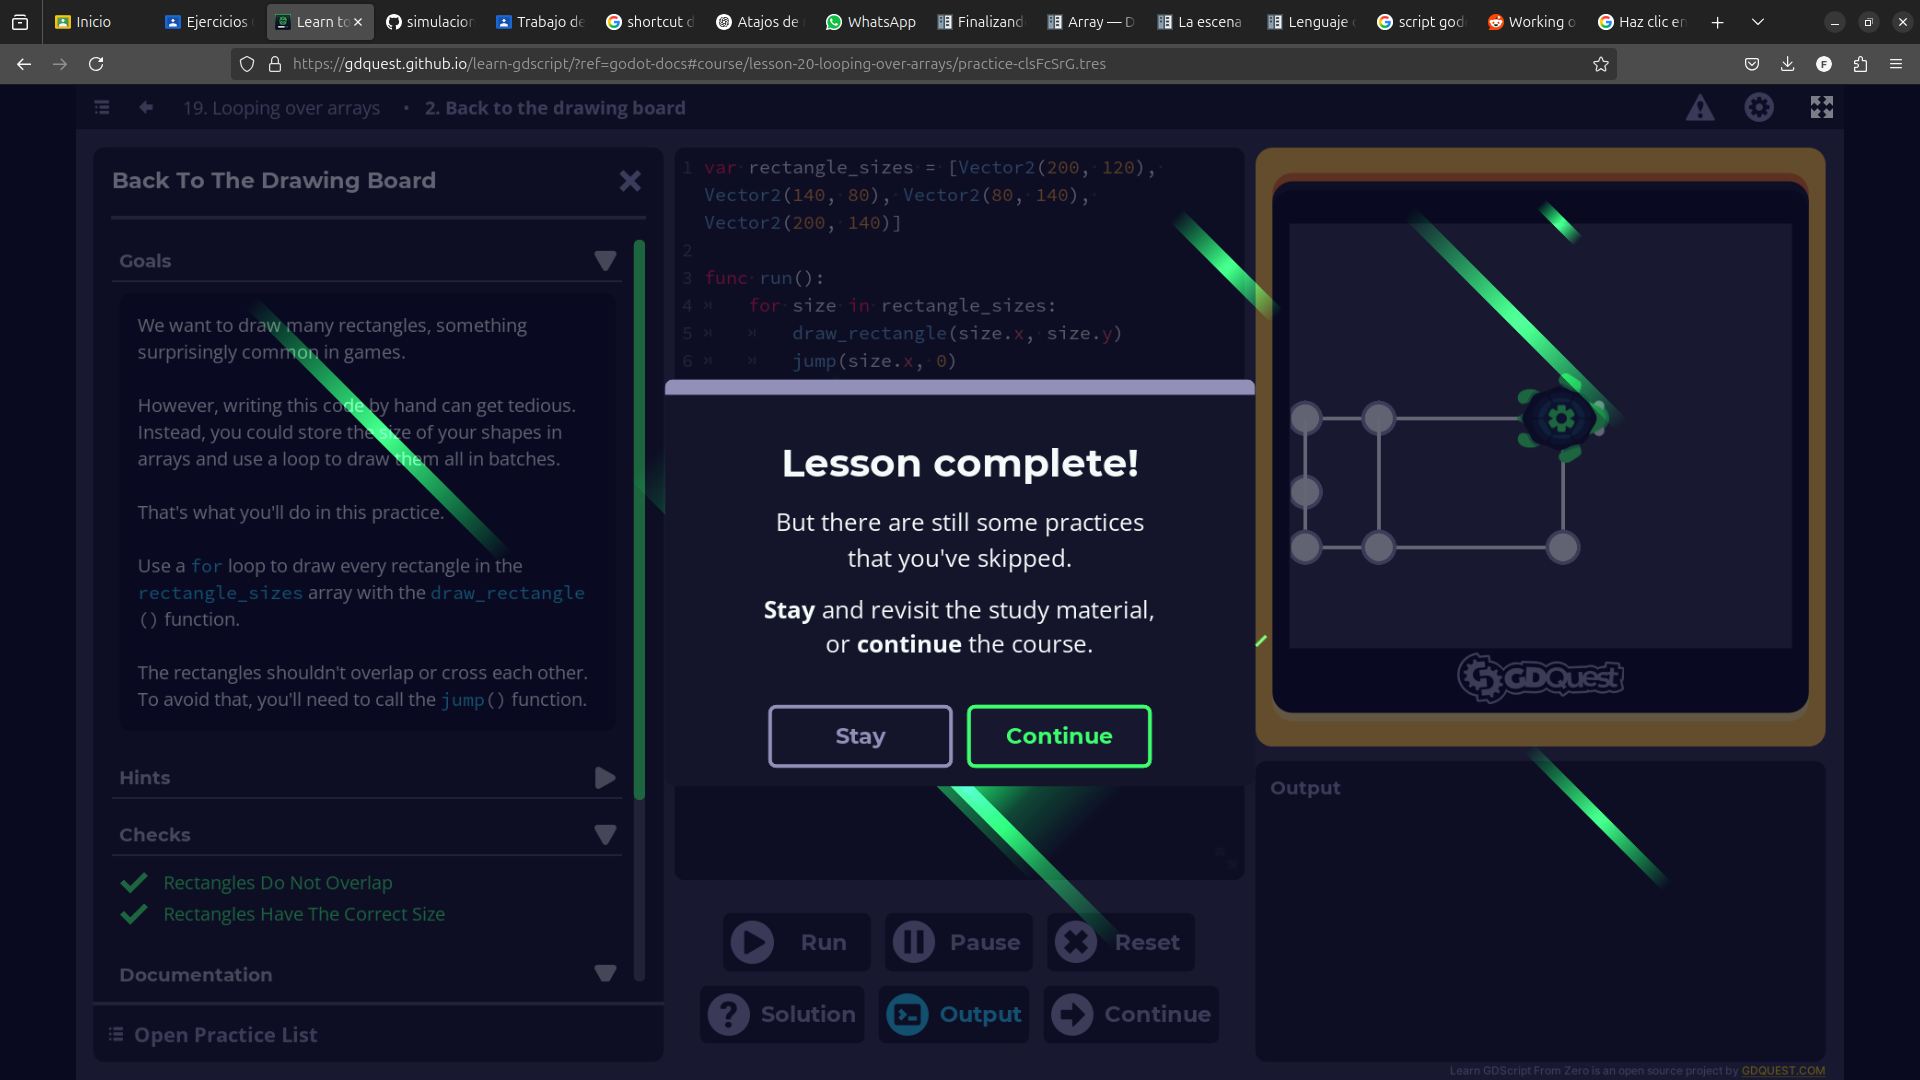 Inicio
Ejercicios
Learn to
simulacion
Trabajo de
shortcut d
Atajos de
WhatsApp
Finalizand
Array — D
La escena
Lenguaje
script god
Working o
Haz clic en
https://gdquest.github.io/learn-gdscript/?ref=godot-docs#course/lesson-20-looping-over-arrays/practice-clsFcSrG.tres
19. Looping over arrays • 2. Back to the drawing board
Back To The Drawing Board
Goals
We want to draw many rectangles, something
surprisingly common in games.
However, writing this code by hand can get tedious.
Instead, you could store the size of your shapes in
arrays and use a loop to draw them all in batches.
That's what you'll do in this practice.
Use a for loop to draw every rectangle in the
rectangle_sizes array with the draw_rectangle
() function.
The rectangles shouldn't overlap or cross each other.
To avoid that, you'll need to call the jump() function.
Hints
Checks
Rectangles Do Not Overlap
Rectangles Have The Correct Size
Documentation
Open Practice List
1 var rectangle_sizes = [Vector2(200, 120),
Vector2(140, 80), Vector2(80, 140),
Vector2(200, 140)]
2
3 func run():
4 for size in rectangle_sizes:
5 draw_rectangle(size.x, size.y)
6 jump(size.x, 0)
Lesson complete!
But there are still some practices
that you've skipped.
Stay and revisit the study material,
or continue the course.
Stay
Continue
Run
Pause
Reset
Solution
Output
Continue
GDQuest
Output
Learn GDScript From Zero is an open source project by GDQUEST.COM